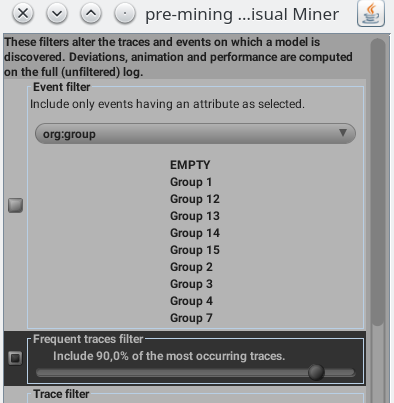 pre-mining ...isual Miner
These filters alter the traces and events on which a model is
discovered. Deviations, animation and performance are computed
on the full (unfiltered) log.
Event filter
Include only events having an attribute as selected.
org:group
EMPTY
Group 1
Group 12
Group 13
Group 14
Group 15
Group 2
Group 3
Group 4
Group 7
Frequent traces filter
Include 90,0% of the most occurring traces.
Trace filter